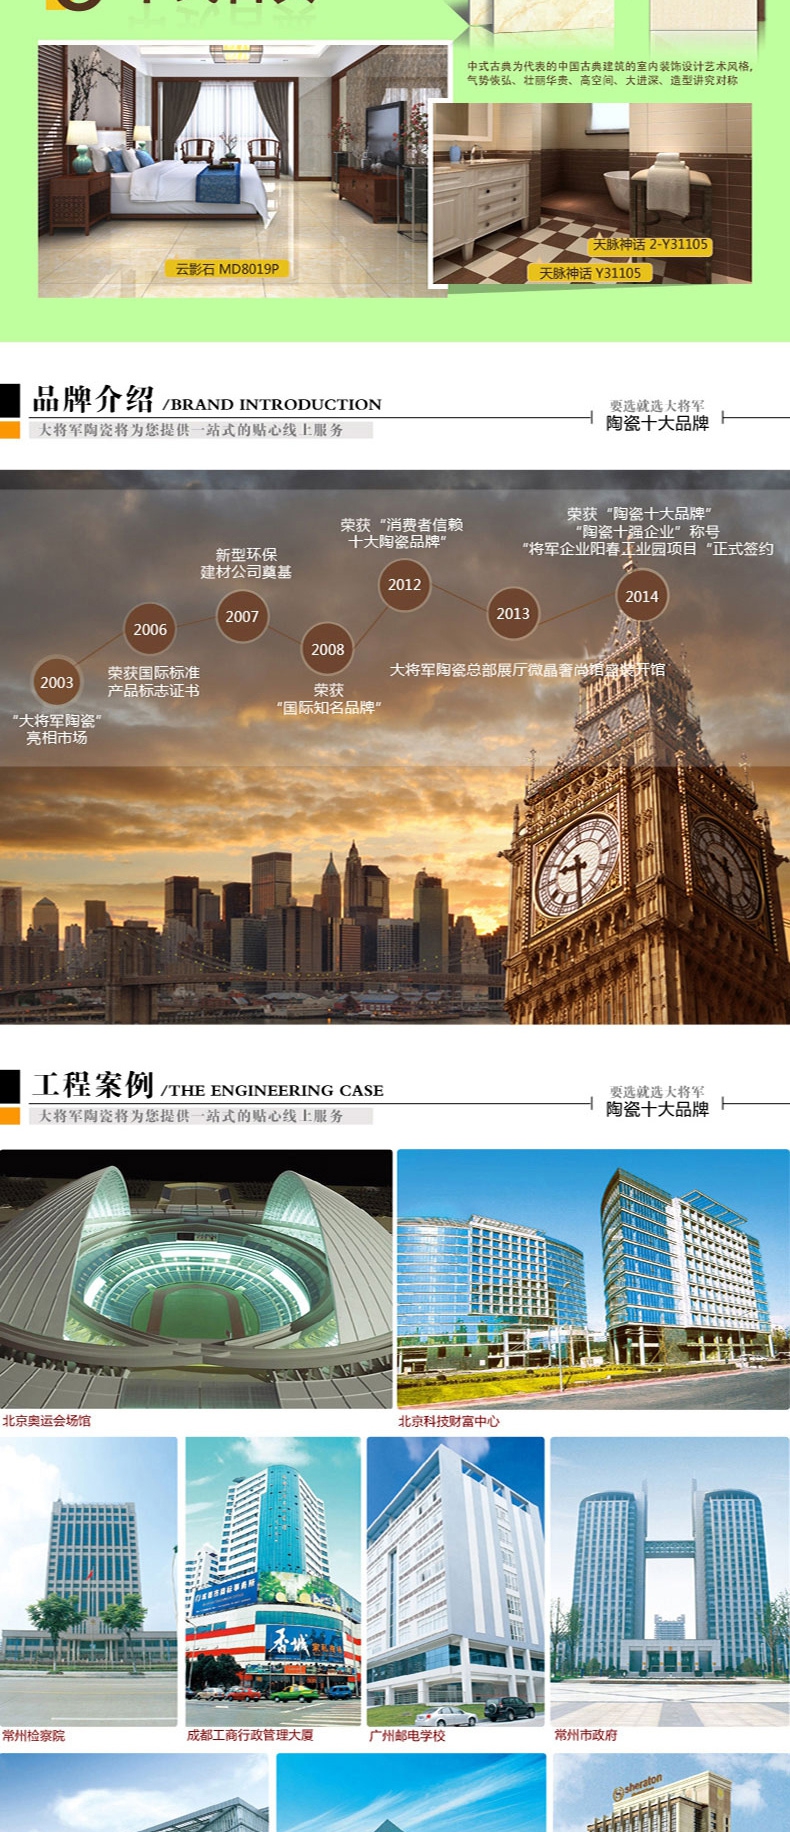 中式古典为代表的中国古典建筑的室内装饰设计艺术风格,
气势恢弘、壮丽华贵、高空间、大进深、造型讲究对称
云影石 MD8019P
天脉神话 2-Y31105
天脉神话 Y31105
品牌介绍 /BRAND INTRODUCTION
大将军陶瓷将为您提供一站式的贴心线上服务
要选就选大将军
陶瓷十大品牌
荣获“陶瓷十大品牌”
“陶瓷十强企业”称号
“将军企业阳春工业园项目“正式签约
荣获“消费者信赖
十大陶瓷品牌”
新型环保
建材公司奠基
2012
2014
2013
2007
2006
2008
2003
大将军陶瓷总部展厅微晶奢尚馆盛装开馆
荣获国际标准
产品标志证书
荣获
“国际知名品牌”
“大将军陶瓷”
亮相市场
工程案例 /THE ENGINEERING CASE
大将军陶瓷将为您提供一站式的贴心线上服务
要选就选大将军
陶瓷十大品牌
北京奥运会场馆
北京科技财富中心
香城
常州检察院
成都工商行政管理大厦
广州邮电学校
常州市政府
sheraton